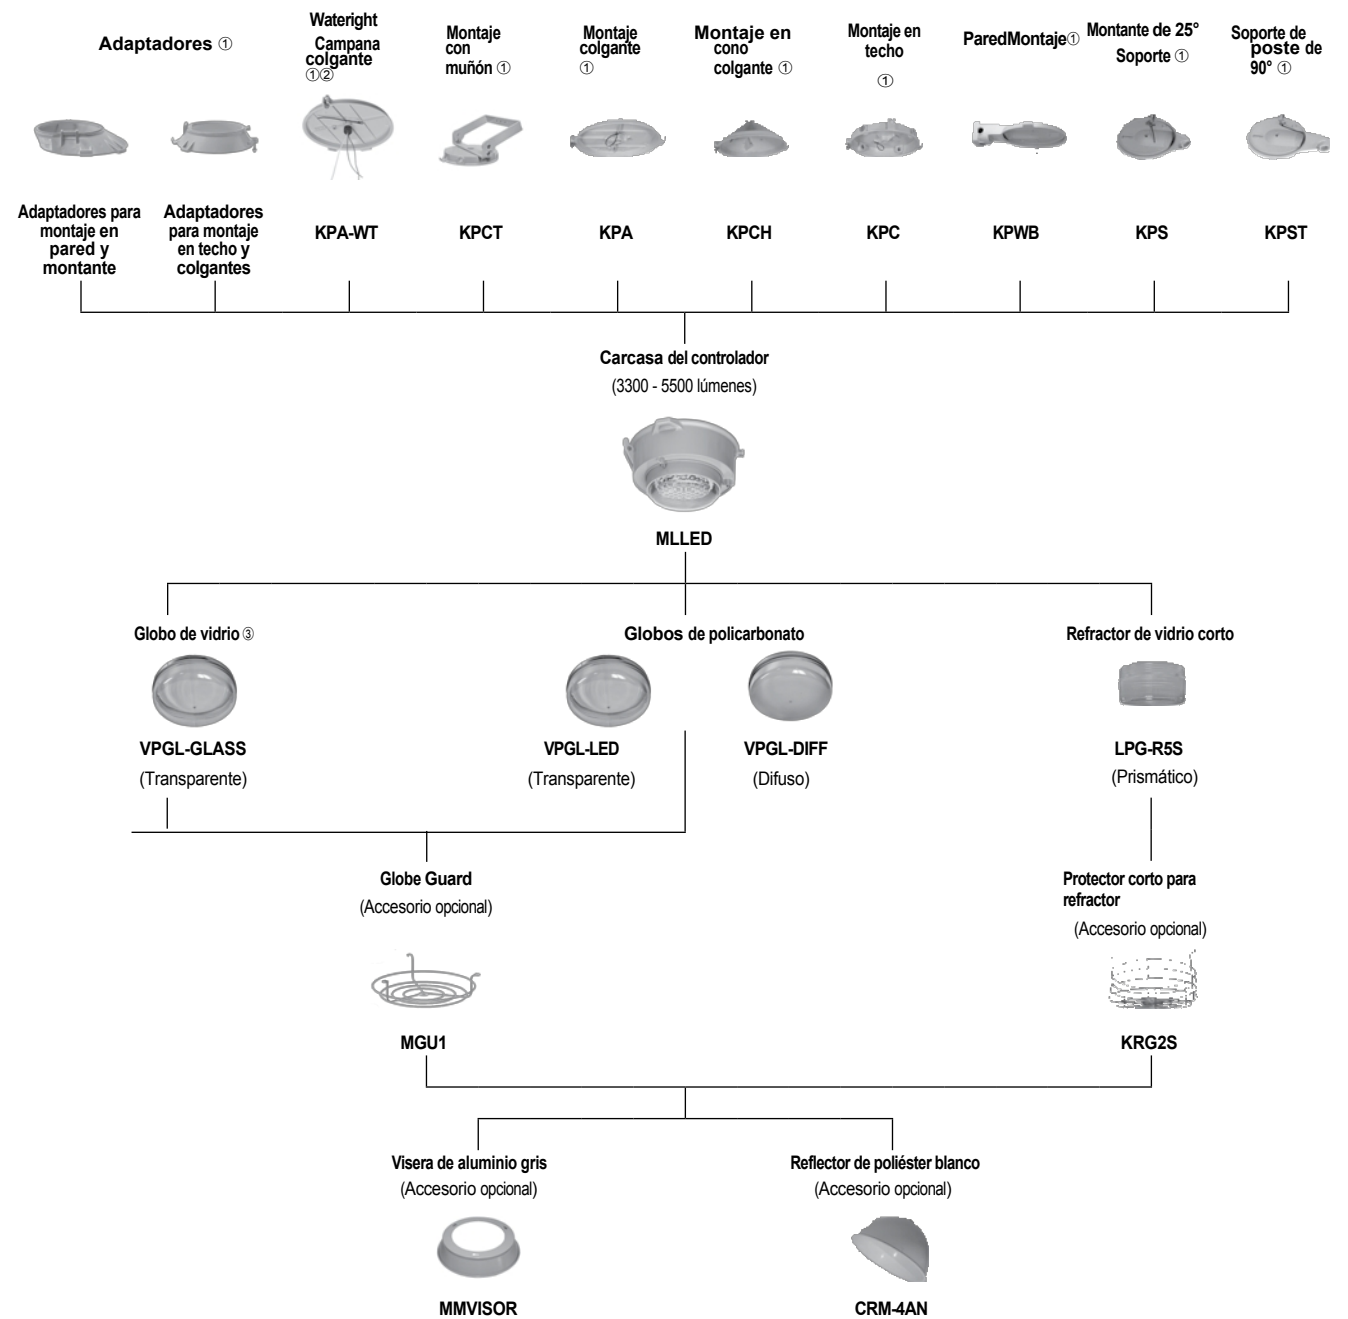 Adaptadores ①
Wateright
Campana
colgante
①②
Montaje
con
muñón ①
Montaje
colgante
①
Montaje en
cono
colgante ①
Montaje en
techo
①
ParedMontaje①
Montante de 25°
Soporte ①
Soporte de
poste de
90° ①
Adaptadores para
montaje en
pared y
montante
Adaptadores
para montaje
en techo y
colgantes
KPA-WT
KPCT
KPA
KPCH
KPC
KPWB
KPS
KPST
Carcasa del controlador
(3300 - 5500 lúmenes)
MLLED
Globo de vidrio ③
Globos de policarbonato
Refractor de vidrio corto
VPGL-GLASS
(Transparente)
VPGL-LED
(Transparente)
VPGL-DIFF
(Difuso)
LPG-R5S
(Prismático)
Globe Guard
(Accesorio opcional)
Protector corto para
refractor
(Accesorio opcional)
MGU1
KRG2S
Visera de aluminio gris
(Accesorio opcional)
Reflector de poliéster blanco
(Accesorio opcional)
MMVISOR
CRM-4AN